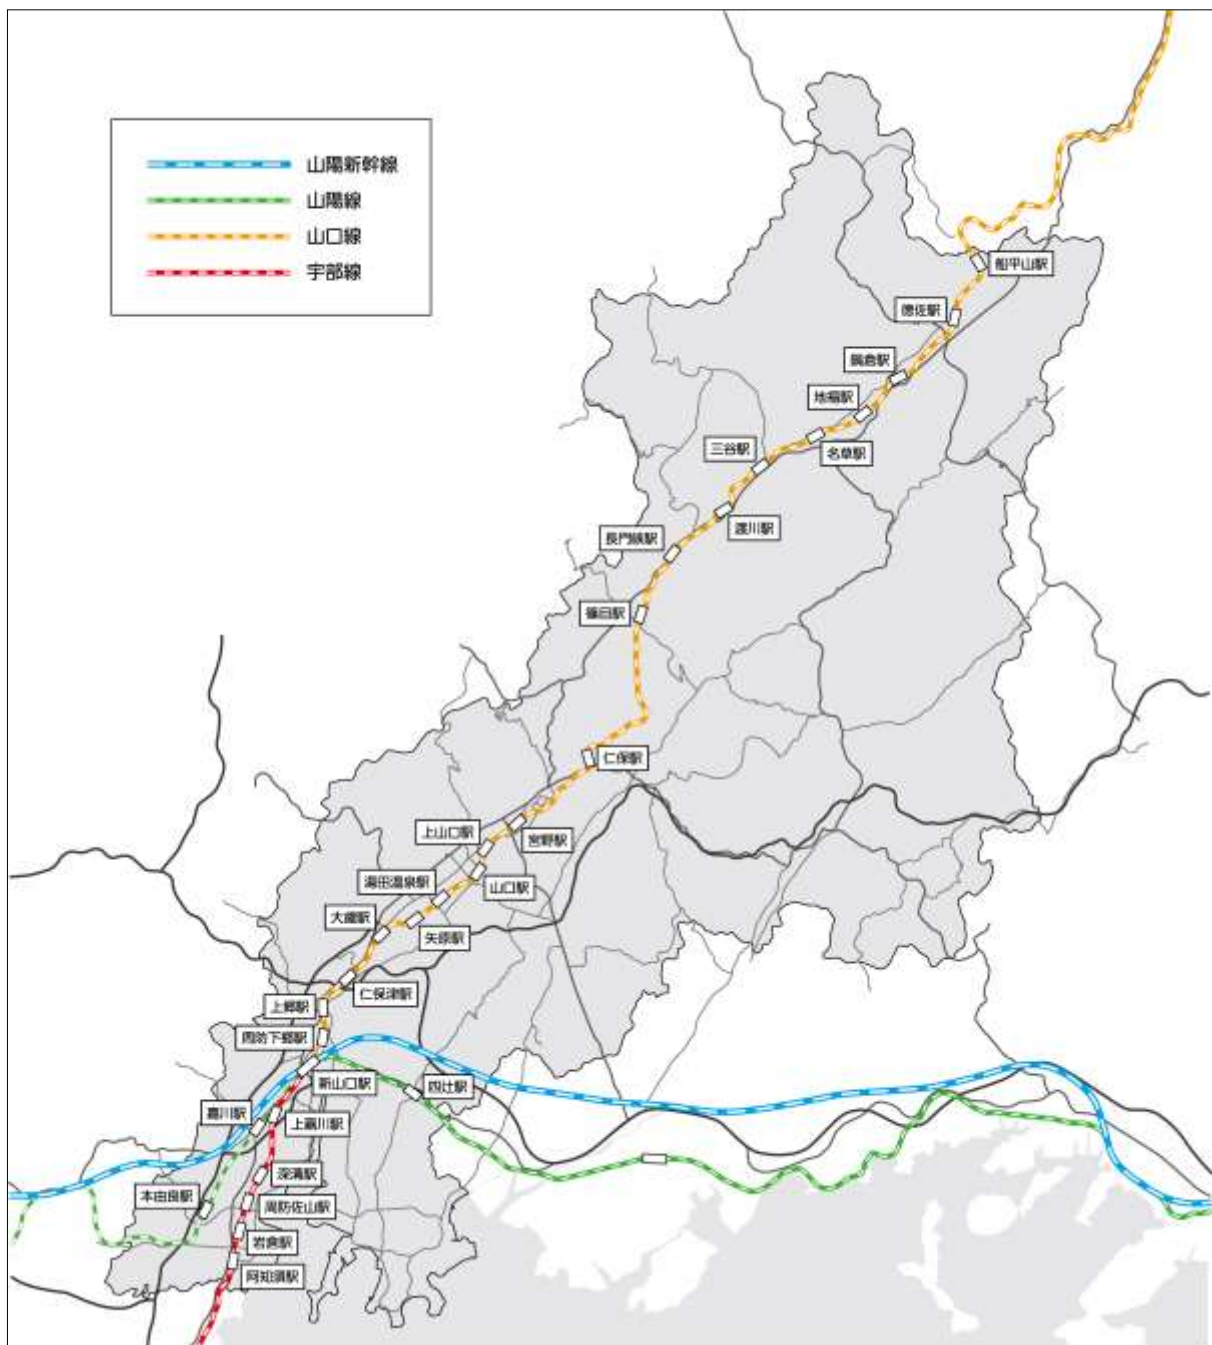 山陽新幹線
山陽線
山口線
宇部線
船平山駅
徳佐駅
鍋倉駅
地福駅
名草駅
三谷駅
渡川駅
長門峡駅
篠目駅
仁保駅
宮野駅
上山口駅
山口駅
湯田温泉駅
矢原駅
大歳駅
仁保津駅
上郷駅
周防下郷駅
新山口駅
四辻駅
嘉川駅
上嘉川駅
深溝駅
本由良駅
周防佐山駅
岩倉駅
阿知須駅